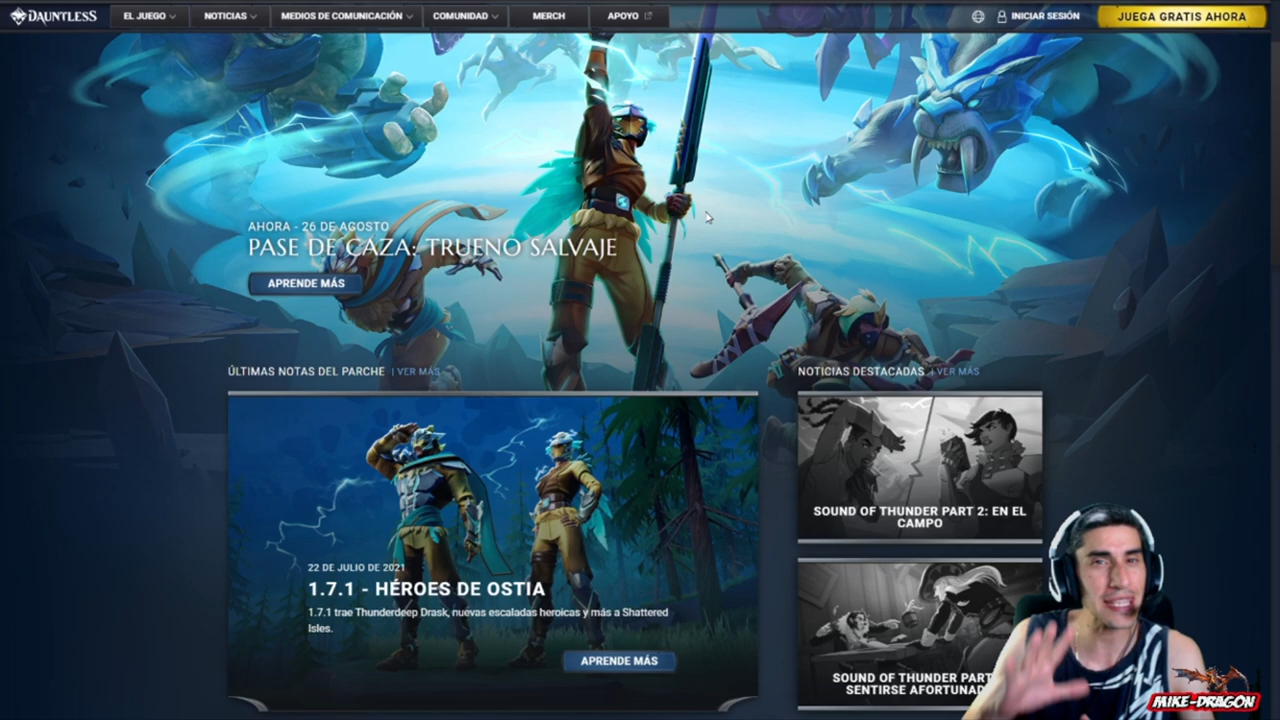 DAUNTLESS
EL JUEGO
NOTICIAS
MEDIOS DE COMUNICACIÓN
COMUNIDAD
MERCH
APOYO
INICIAR SESIÓN
JUEGA GRATIS AHORA
AHORA - 26 DE AGOSTO
PASE DE CAZA: TRUENO SALVAJE
APRENDE MÁS
ÚLTIMAS NOTAS DEL PARCHE | VER MÁS
NOTICIAS DESTACADAS | VER MÁS
22 DE JULIO DE 2021
1.7.1 - HÉROES DE OSTIA
1.7.1 trae Thunderdeep Drask, nuevas escaladas heroicas y más a Shattered
Isles.
APRENDE MÁS
SOUND OF THUNDER PART 2: EN EL
CAMPO
SOUND OF THUNDER PART
SENTIRSE AFORTUNAD
MIKE-DRAGON